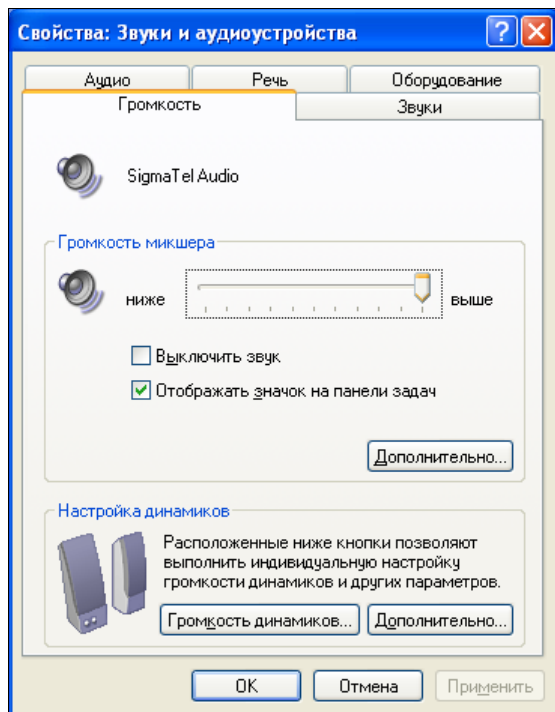 Свойства: Звуки и аудиоустройства
Аудио
Речь
Оборудование
Громкость
Звуки
SigmaTel Audio
Громкость микшера
ниже
выше
Выключить звук
Отображать значок на панели задач
Дополнительно...
Настройка динамиков
Расположенные ниже кнопки позволяют
выполнить индивидуальную настройку
громкости динамиков и других параметров.
Громкость динамиков...
Дополнительно...
OK
Отмена
Применить